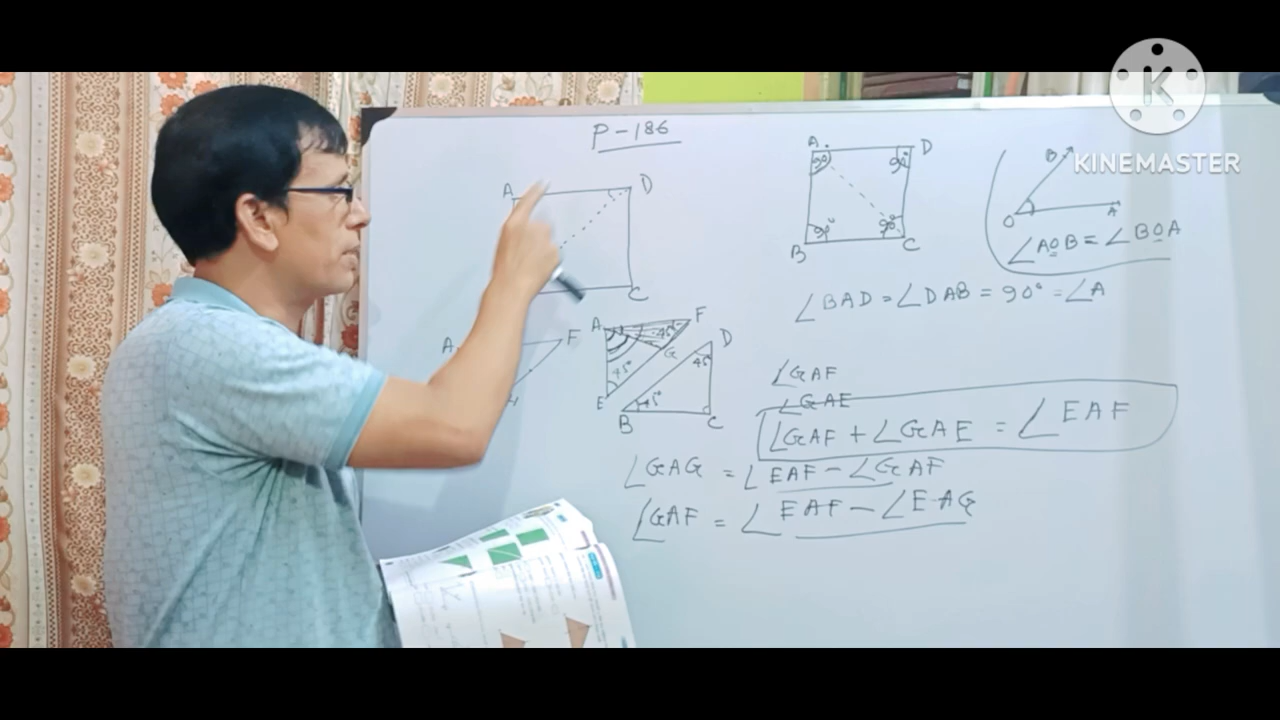 P-186
A D
C
A D
90° 90°
90° 90°
B C
B
O A
∠AOB = ∠BOA
∠BAD = ∠DAB = 90° = ∠A
A F
A F
G D
45°
45° 45°
45°
E
B C
∠GAF
∠GAE
∠GAF + ∠GAE = ∠EAF
∠GAG = ∠EAF - ∠GAF
∠GAF = ∠EAF - ∠EAG
K
KINEMASTER